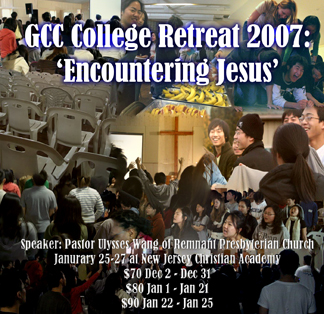 GCC College Retreat 2007:
'Encountering Jesus'
Speaker: Pastor Ulysses Wang of Remnant Presbyterian Church
Janurary 25-27 at New Jersey Christian Academy
$70 Dec 2 - Dec 31
$80 Jan 1 - Jan 21
$90 Jan 22 - Jan 25